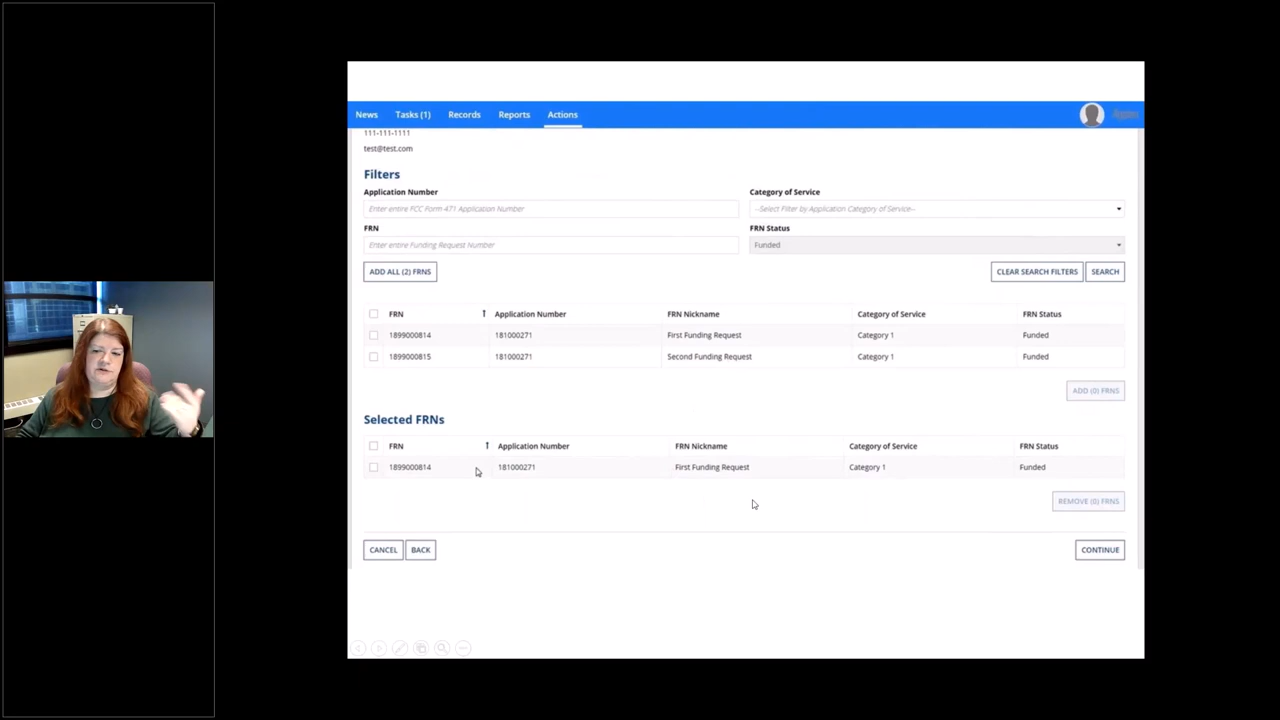 News Tasks (1) Records Reports Actions
111-111-1111
test@test.com
Filters
Application Number Category of Service
Enter entire FCC Form 471 Application Number --Select Filter by Application Category of Service--
FRN FRN Status
Enter entire Funding Request Number Funded
ADD ALL (2) FRNS CLEAR SEARCH FILTERS SEARCH
FRN Application Number FRN Nickname Category of Service FRN Status
1899000814 181000271 First Funding Request Category 1 Funded
1899000815 181000271 Second Funding Request Category 1 Funded
ADD (0) FRNS
Selected FRNs
FRN Application Number FRN Nickname Category of Service FRN Status
1899000814 181000271 First Funding Request Category 1 Funded
REMOVE (0) FRNS
CANCEL BACK CONTINUE